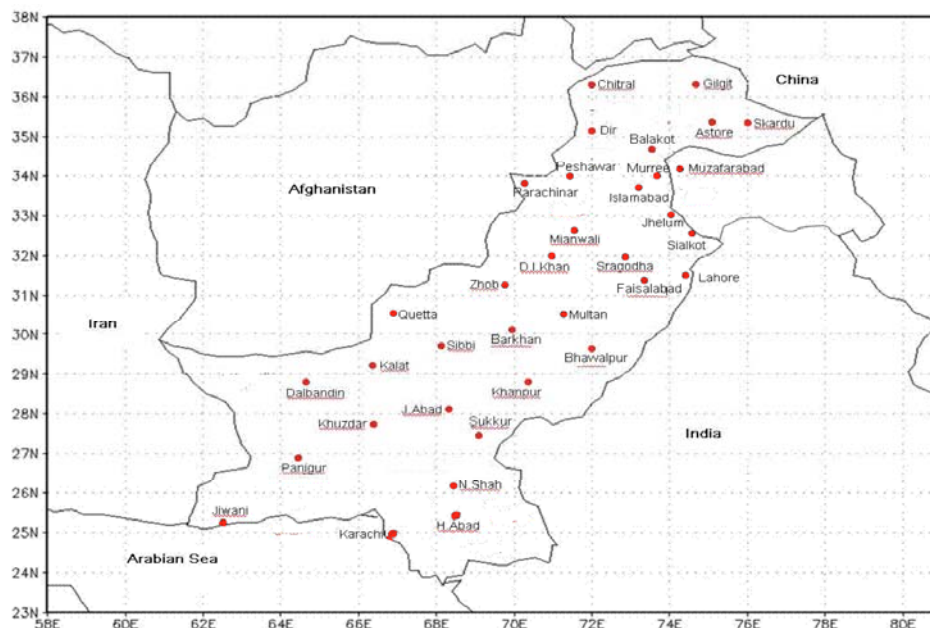 38N
37N
China
36N
Chitral
Gilgit
35N
Dir
Astore
Skardu
Balakot
34N
Peshawar
Murree
Muzafarabad
Afghanistan
Parachinar
Islamabad
33N
Jhelum
Mianwali
Sialkot
32N
D.I.Khan
Sragodha
Zhob
Faisalabad
Lahore
31N
Iran
Quetta
Multan
30N
Sibbi
Barkhan
Bhawalpur
29N
Kalat
Dalbandin
Khanpur
28N
J.Abad
Khuzdar
Sukkur
India
27N
Panjgur
26N
N.Shah
Jiwani
25N
H.Abad
Karachi
Arabian Sea
24N
23N
58E 60E 62E 64E 66E 68E 70E 72E 74E 76E 78E 80E